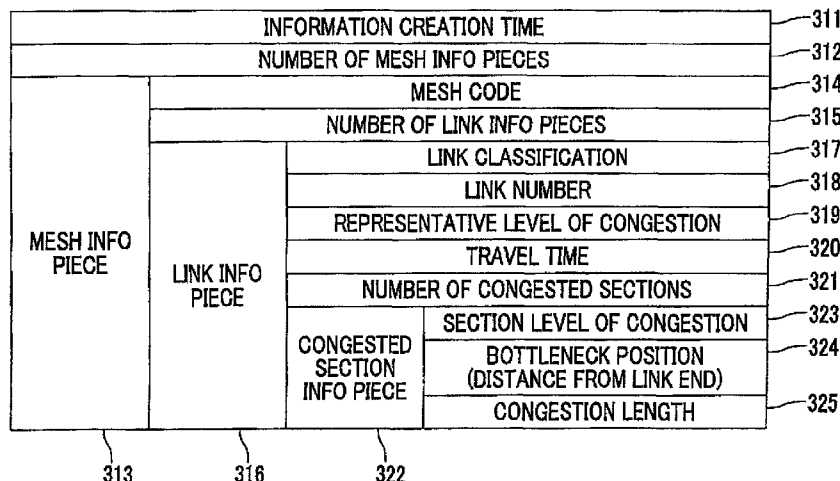 INFORMATION CREATION TIME 311
NUMBER OF MESH INFO PIECES 312
MESH CODE 314
NUMBER OF LINK INFO PIECES 315
LINK CLASSIFICATION 317
LINK NUMBER 318
REPRESENTATIVE LEVEL OF CONGESTION 319
TRAVEL TIME 320
NUMBER OF CONGESTED SECTIONS 321
MESH INFO
PIECE
LINK INFO
PIECE
CONGESTED
SECTION
INFO PIECE
SECTION LEVEL OF CONGESTION 323
BOTTLENECK POSITION 324
(DISTANCE FROM LINK END)
CONGESTION LENGTH 325
313 316 322